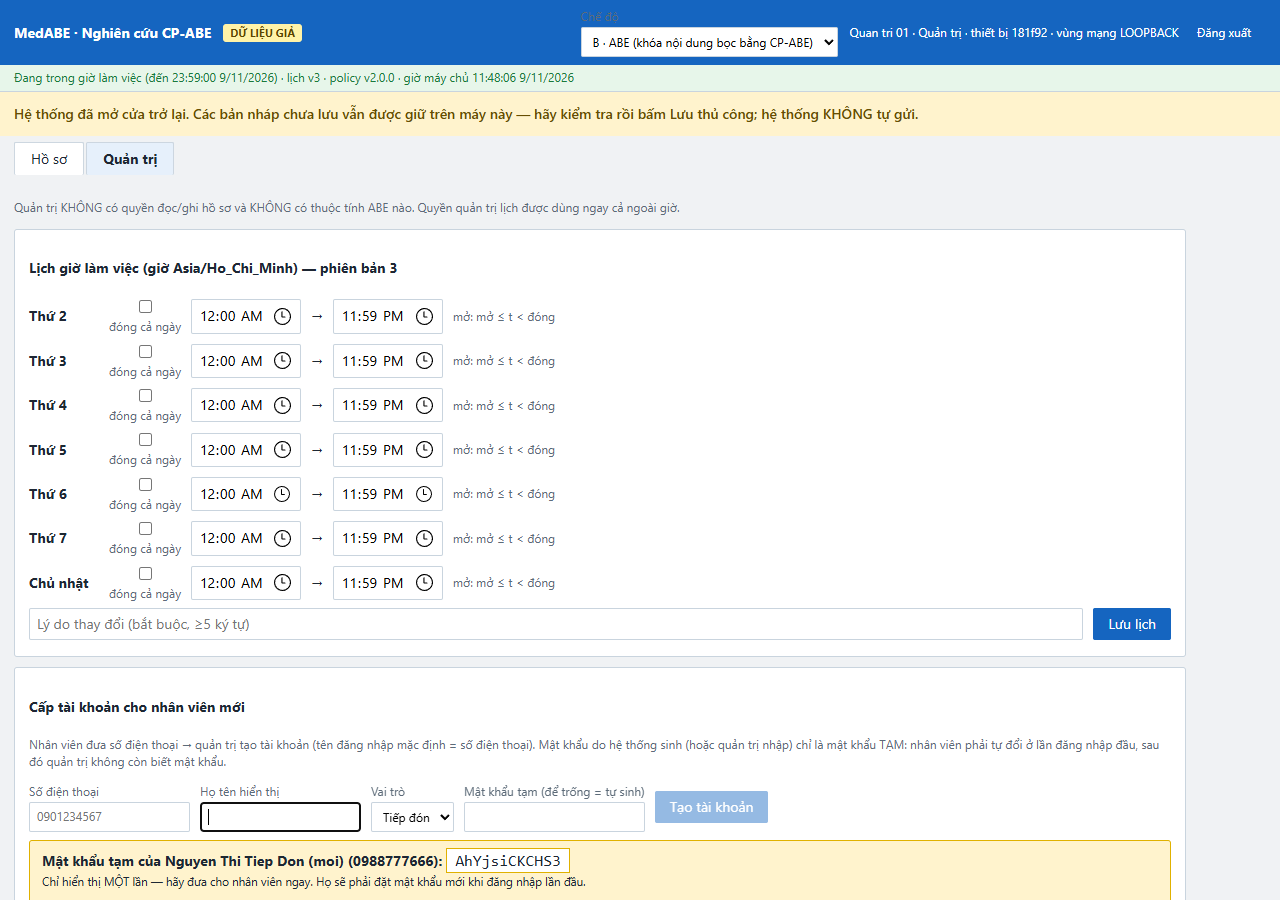 MedABE · Nghiên cứu CP-ABE DỮ LIỆU GIẢ
Chế độ
B · ABE (khóa nội dung bọc bằng CP-ABE)
Quan tri 01 · Quản trị · thiết bị 181f92 · vùng mạng LOOPBACK Đăng xuất
Đang trong giờ làm việc (đến 23:59:00 9/11/2026) · lịch v3 · policy v2.0.0 · giờ máy chủ 11:48:06 9/11/2026
Hệ thống đã mở cửa trở lại. Các bản nháp chưa lưu vẫn được giữ trên máy này — hãy kiểm tra rồi bấm Lưu thủ công; hệ thống KHÔNG tự gửi.
Hồ sơ Quản trị
Quản trị KHÔNG có quyền đọc/ghi hồ sơ và KHÔNG có thuộc tính ABE nào. Quyền quản trị lịch được dùng ngay cả ngoài giờ.
Lịch giờ làm việc (giờ Asia/Ho_Chi_Minh) — phiên bản 3
Thứ 2 đóng cả ngày 12:00 AM → 11:59 PM mở: mở ≤ t < đóng
Thứ 3 đóng cả ngày 12:00 AM → 11:59 PM mở: mở ≤ t < đóng
Thứ 4 đóng cả ngày 12:00 AM → 11:59 PM mở: mở ≤ t < đóng
Thứ 5 đóng cả ngày 12:00 AM → 11:59 PM mở: mở ≤ t < đóng
Thứ 6 đóng cả ngày 12:00 AM → 11:59 PM mở: mở ≤ t < đóng
Thứ 7 đóng cả ngày 12:00 AM → 11:59 PM mở: mở ≤ t < đóng
Chủ nhật đóng cả ngày 12:00 AM → 11:59 PM mở: mở ≤ t < đóng
Lý do thay đổi (bắt buộc, ≥5 ký tự) Lưu lịch
Cấp tài khoản cho nhân viên mới
Nhân viên đưa số điện thoại → quản trị tạo tài khoản (tên đăng nhập mặc định = số điện thoại). Mật khẩu do hệ thống sinh (hoặc quản trị nhập) chỉ là mật khẩu TẠM: nhân viên phải tự đổi ở lần đăng nhập đầu, sau
đó quản trị không còn biết mật khẩu.
Số điện thoại Họ tên hiển thị Vai trò Mật khẩu tạm (để trống = tự sinh)
0901234567 Tiếp đón Tạo tài khoản
Mật khẩu tạm của Nguyen Thi Tiep Don (moi) (0988777666): AhYjsiCKCHS3
Chỉ hiển thị MỘT lần — hãy đưa cho nhân viên ngay. Họ sẽ phải đặt mật khẩu mới khi đăng nhập lần đầu.